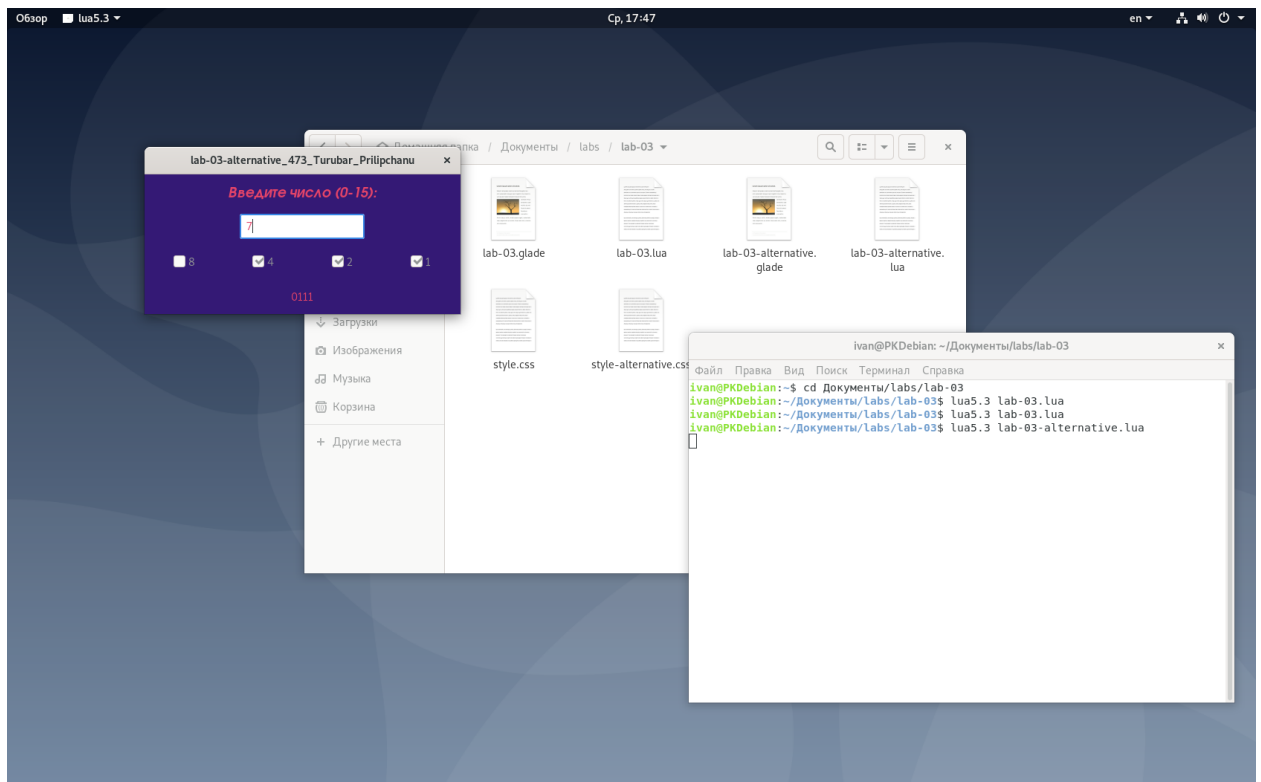 Обзор lua5.3 Ср, 17:47 en
lab-03-alternative_473_Turubar_Prilipchanu
Введите число (0-15):
7
8 4 2 1
0111
папка / Документы / labs / lab-03
lab-03.glade lab-03.lua lab-03-alternative. lab-03-alternative.
glade lua
style.css style-alternative.css
Загрузки
Изображения
Музыка
Корзина
+ Другие места
ivan@PKDebian: ~/Документы/labs/lab-03
Файл Правка Вид Поиск Терминал Справка
ivan@PKDebian:~$ cd Документы/labs/lab-03
ivan@PKDebian:~/Документы/labs/lab-03$ lua5.3 lab-03.lua
ivan@PKDebian:~/Документы/labs/lab-03$ lua5.3 lab-03.lua
ivan@PKDebian:~/Документы/labs/lab-03$ lua5.3 lab-03-alternative.lua